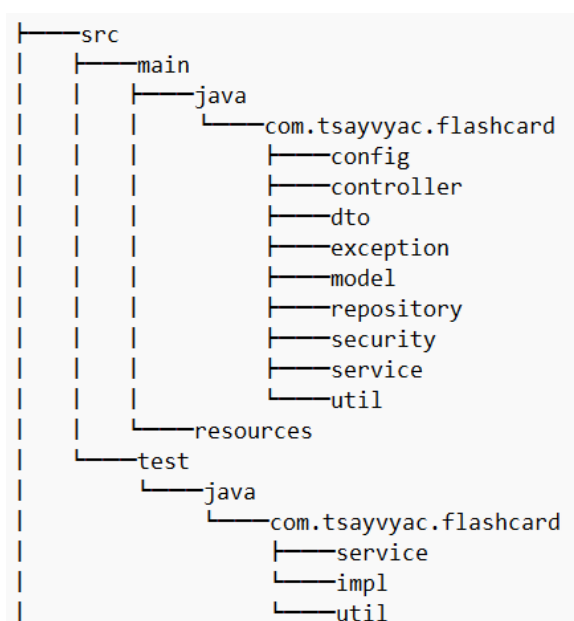 ├───src
│   ├───main
│   │   ├───java
│   │   │   └───com.tsayvyac.flashcard
│   │   │       ├───config
│   │   │       ├───controller
│   │   │       ├───dto
│   │   │       ├───exception
│   │   │       ├───model
│   │   │       ├───repository
│   │   │       ├───security
│   │   │       ├───service
│   │   │       └───util
│   │   └───resources
│   └───test
│       └───java
│           └───com.tsayvyac.flashcard
│               ├───service
│               └───impl
│               └───util